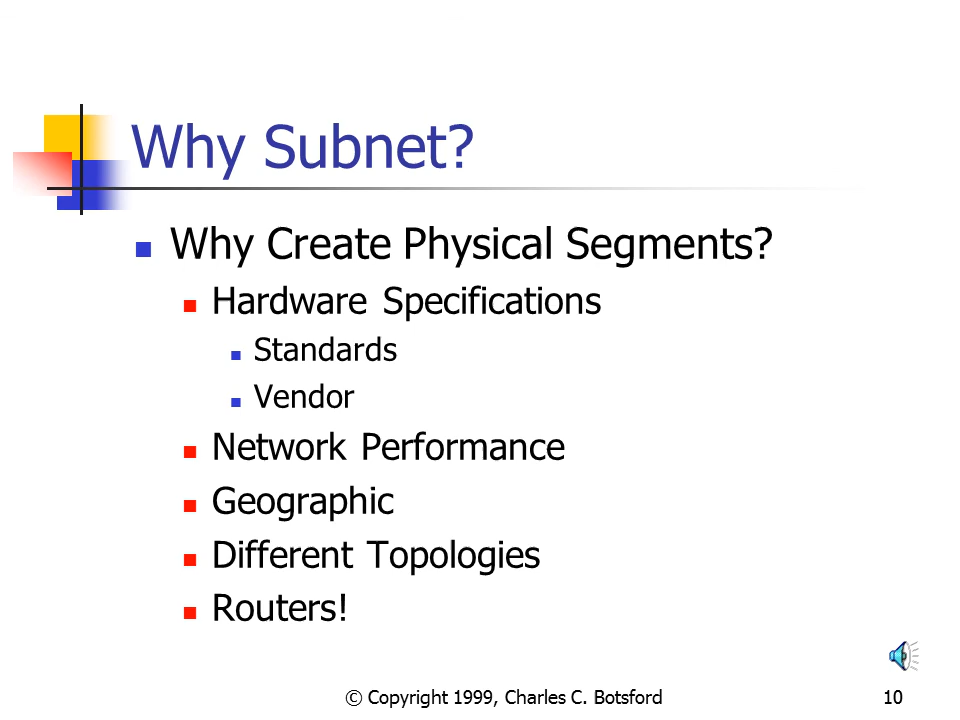 Why Subnet?
Why Create Physical Segments?
Hardware Specifications
Standards
Vendor
Network Performance
Geographic
Different Topologies
Routers!
© Copyright 1999, Charles C. Botsford
10